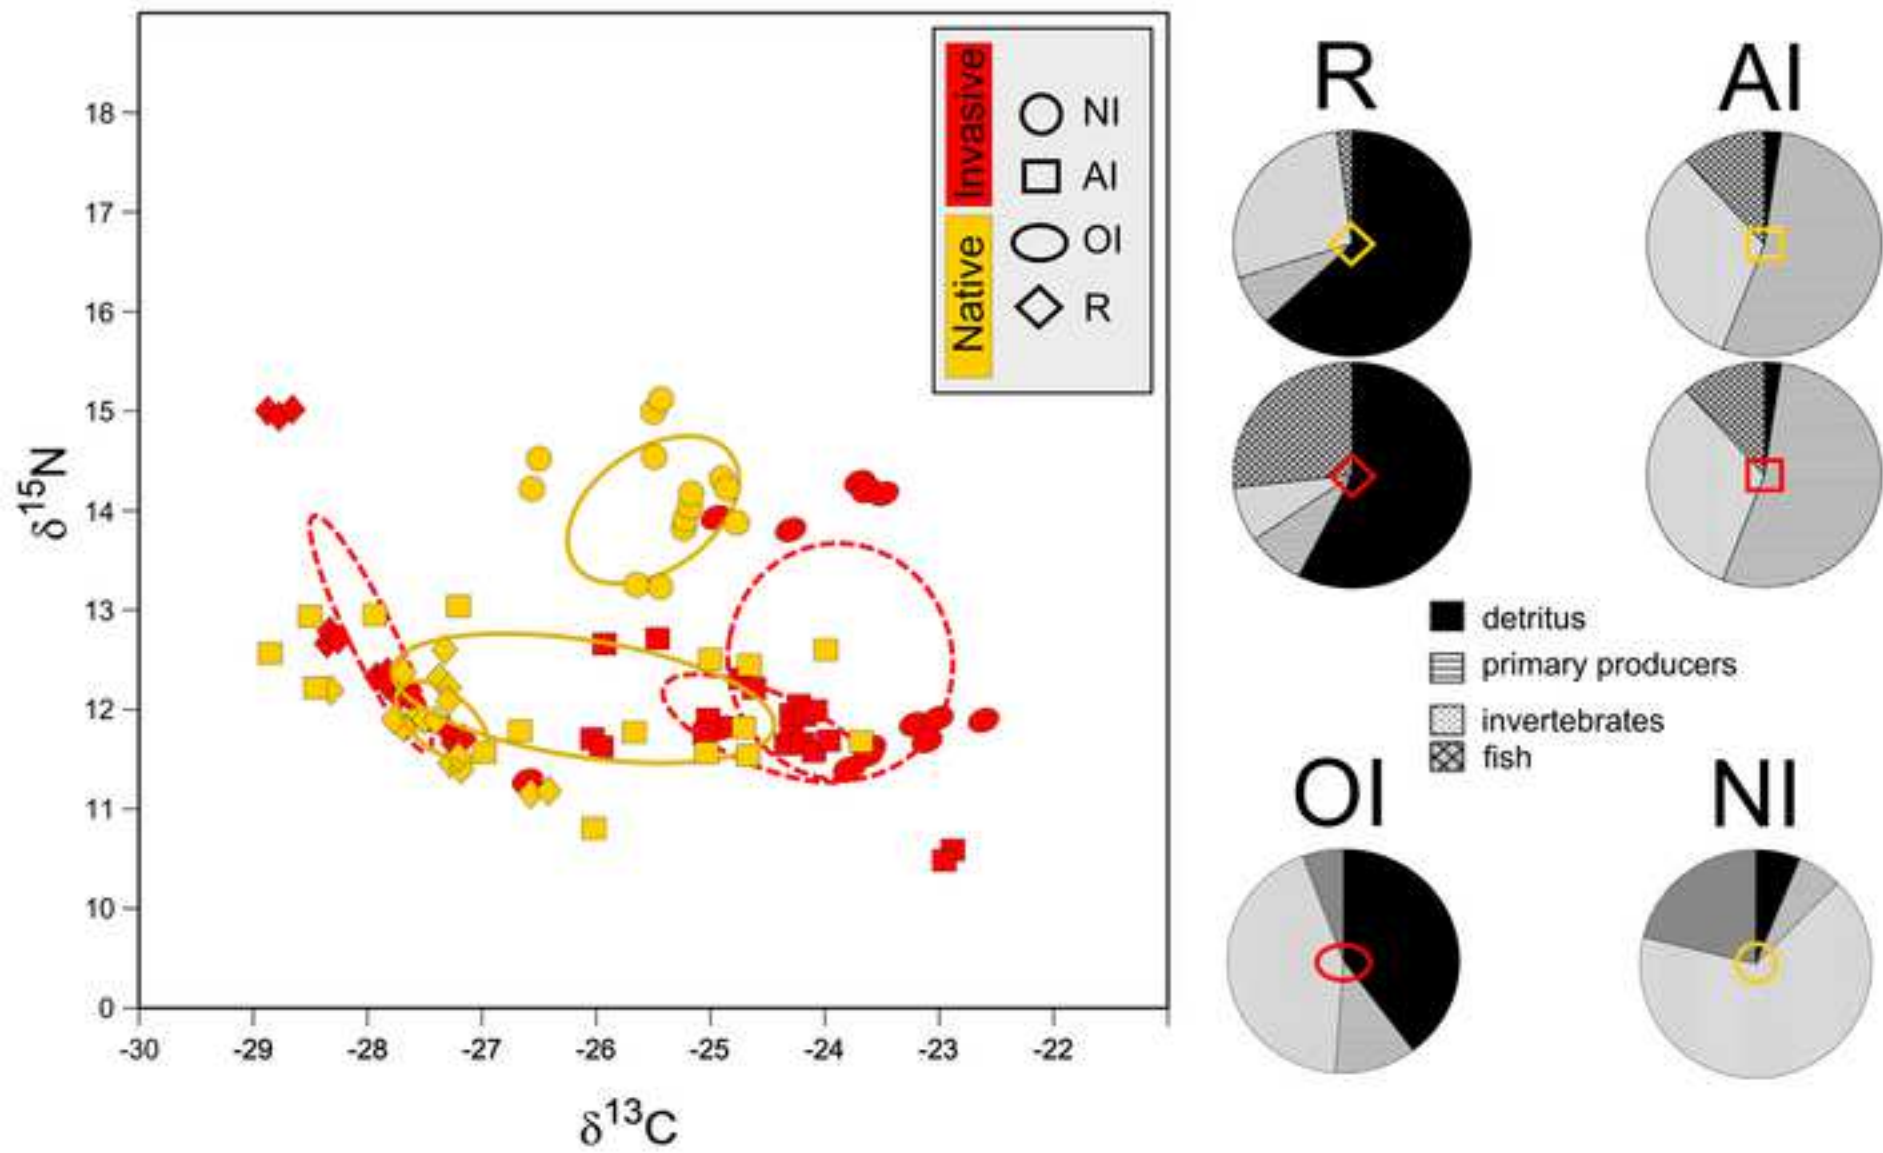 18
17
16
15
14
13
12
11
10
0
δ15N
-30 -29 -28 -27 -26 -25 -24 -23 -22
δ13C
Invasive
Native
NI
AI
OI
R
R AI
detritus
primary producers
invertebrates
fish
OI NI